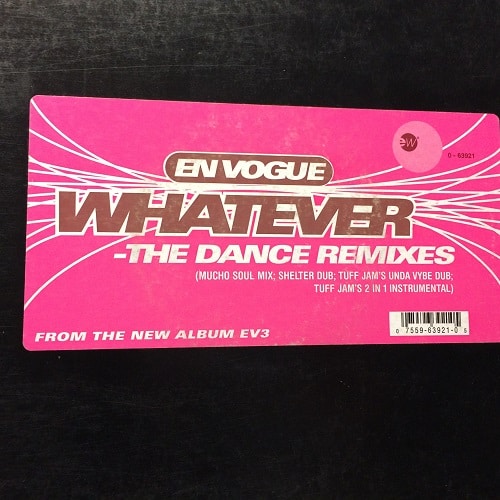 ew
0-63921
EN VOGUE
WHATEVER
-THE DANCE REMIXES
(MUCHO SOUL MIX; SHELTER DUB; TUFF JAM'S UNDA VYBE DUB;
TUFF JAM'S 2 IN 1 INSTRUMENTAL)
FROM THE NEW ALBUM EV3
0 7559-63921-0 6